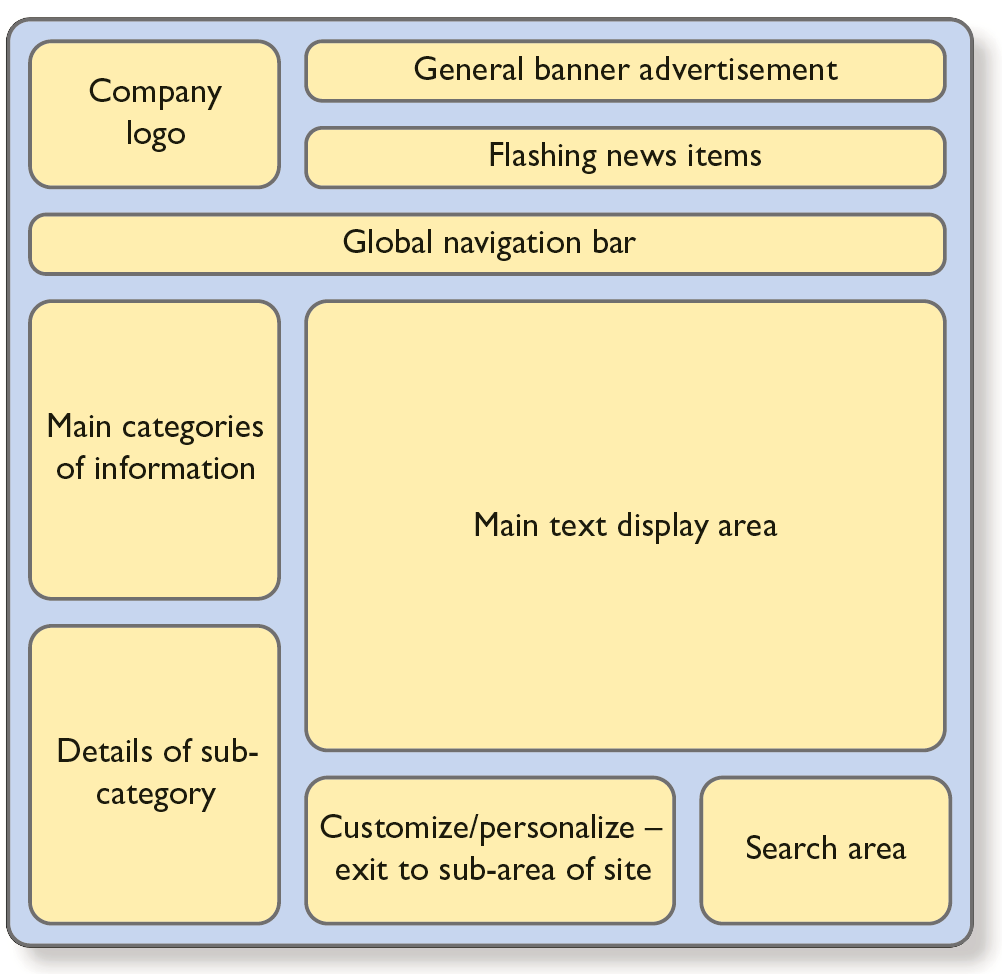 Company
logo
General banner advertisement
Flashing news items
Global navigation bar
Main categories
of information
Main text display area
Details of sub-
category
Customize/personalize –
exit to sub-area of site
Search area